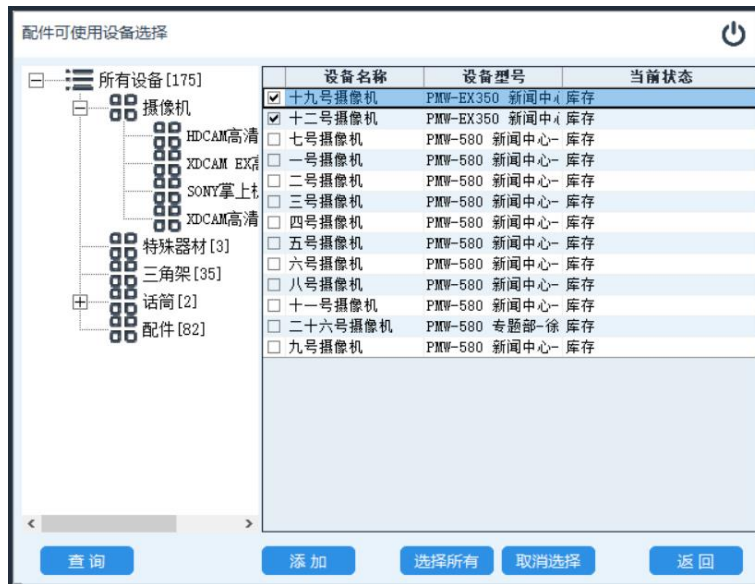 配件可使用设备选择
所有设备[175]
摄像机
HDCAM高清
XDCAM EX
SONY掌上
XDCAM高清
特殊器材[3]
三角架[35]
话筒[2]
配件[82]
设备名称 设备型号 当前状态
十九号摄像机 PMW-EX350 新闻中 库存
十二号摄像机 PMW-EX350 新闻中 库存
七号摄像机 PMW-580 新闻中心- 库存
一号摄像机 PMW-580 新闻中心- 库存
二号摄像机 PMW-580 新闻中心- 库存
三号摄像机 PMW-580 新闻中心- 库存
四号摄像机 PMW-580 新闻中心- 库存
五号摄像机 PMW-580 新闻中心- 库存
六号摄像机 PMW-580 新闻中心- 库存
八号摄像机 PMW-580 新闻中心- 库存
十一号摄像机 PMW-580 新闻中心- 库存
二十六号摄像机 PMW-580 专题部-徐 库存
九号摄像机 PMW-580 新闻中心- 库存
查询 添加 选择所有 取消选择 返回